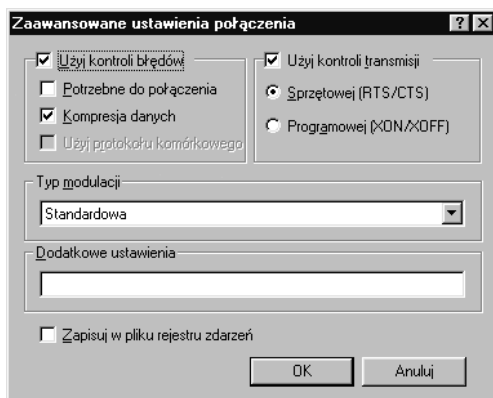 Zaawansowane ustawienia połączenia
Użyj kontroli błędów
Potrzebne do połączenia
Kompresja danych
Użyj protokołu komórkowego
Użyj kontroli transmisji
Sprzętowej (RTS/CTS)
Programowej (XON/XOFF)
Typ modulacji
Standardowa
Dodatkowe ustawienia
Zapisuj w pliku rejestru zdarzeń
OK
Anuluj